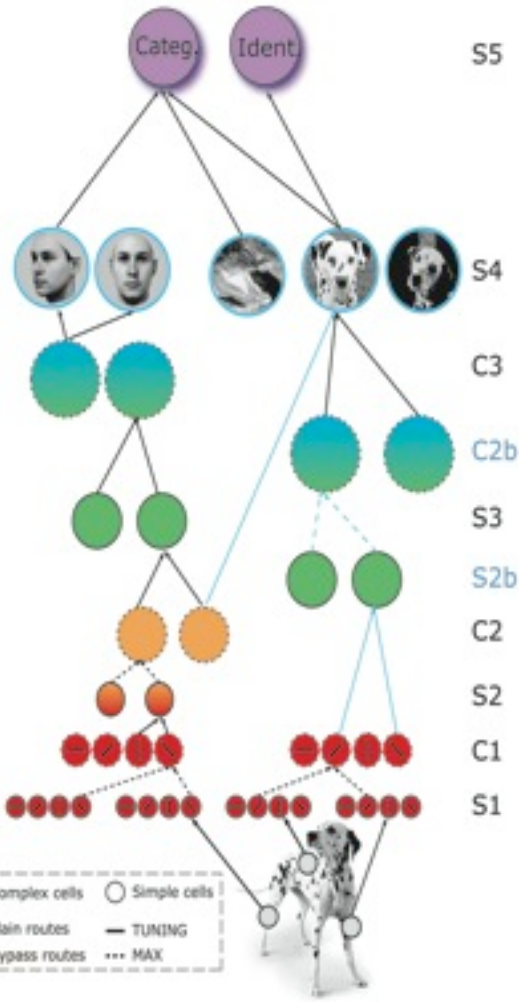 Categ. Ident. S5
S4
C3
C2b
S3
S2b
C2
S2
C1
S1
omplex cells Simple cells
ain routes TUNING
ypass routes MAX